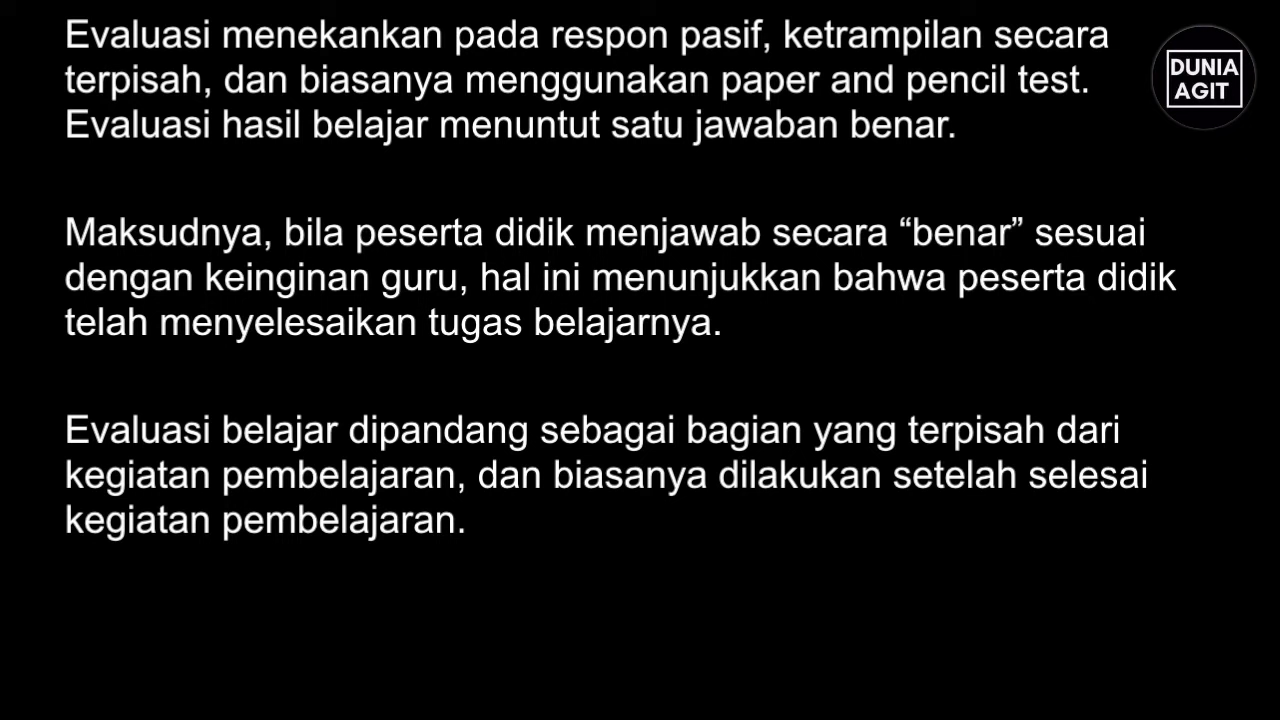 Evaluasi menekankan pada respon pasif, ketrampilan secara
terpisah, dan biasanya menggunakan paper and pencil test.
Evaluasi hasil belajar menuntut satu jawaban benar.
Maksudnya, bila peserta didik menjawab secara “benar” sesuai
dengan keinginan guru, hal ini menunjukkan bahwa peserta didik
telah menyelesaikan tugas belajarnya.
Evaluasi belajar dipandang sebagai bagian yang terpisah dari
kegiatan pembelajaran, dan biasanya dilakukan setelah selesai
kegiatan pembelajaran.
DUNIA
AGIT